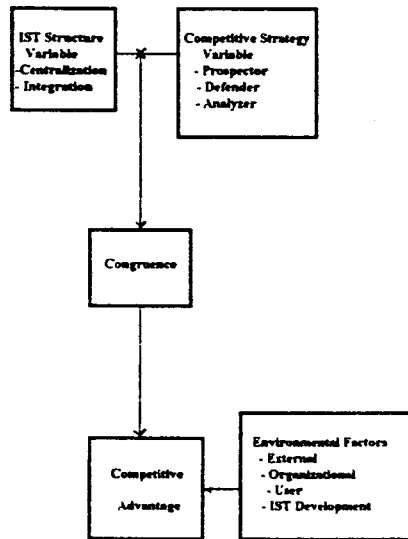 IST Structure
Variable
-Centralization
- Integration
Competitive Strategy
Variable
- Prospector
- Defender
- Analyzer
Congruence
Competitive
Advantage
Environmental Factors
- External
- Organizational
- User
- IST Development